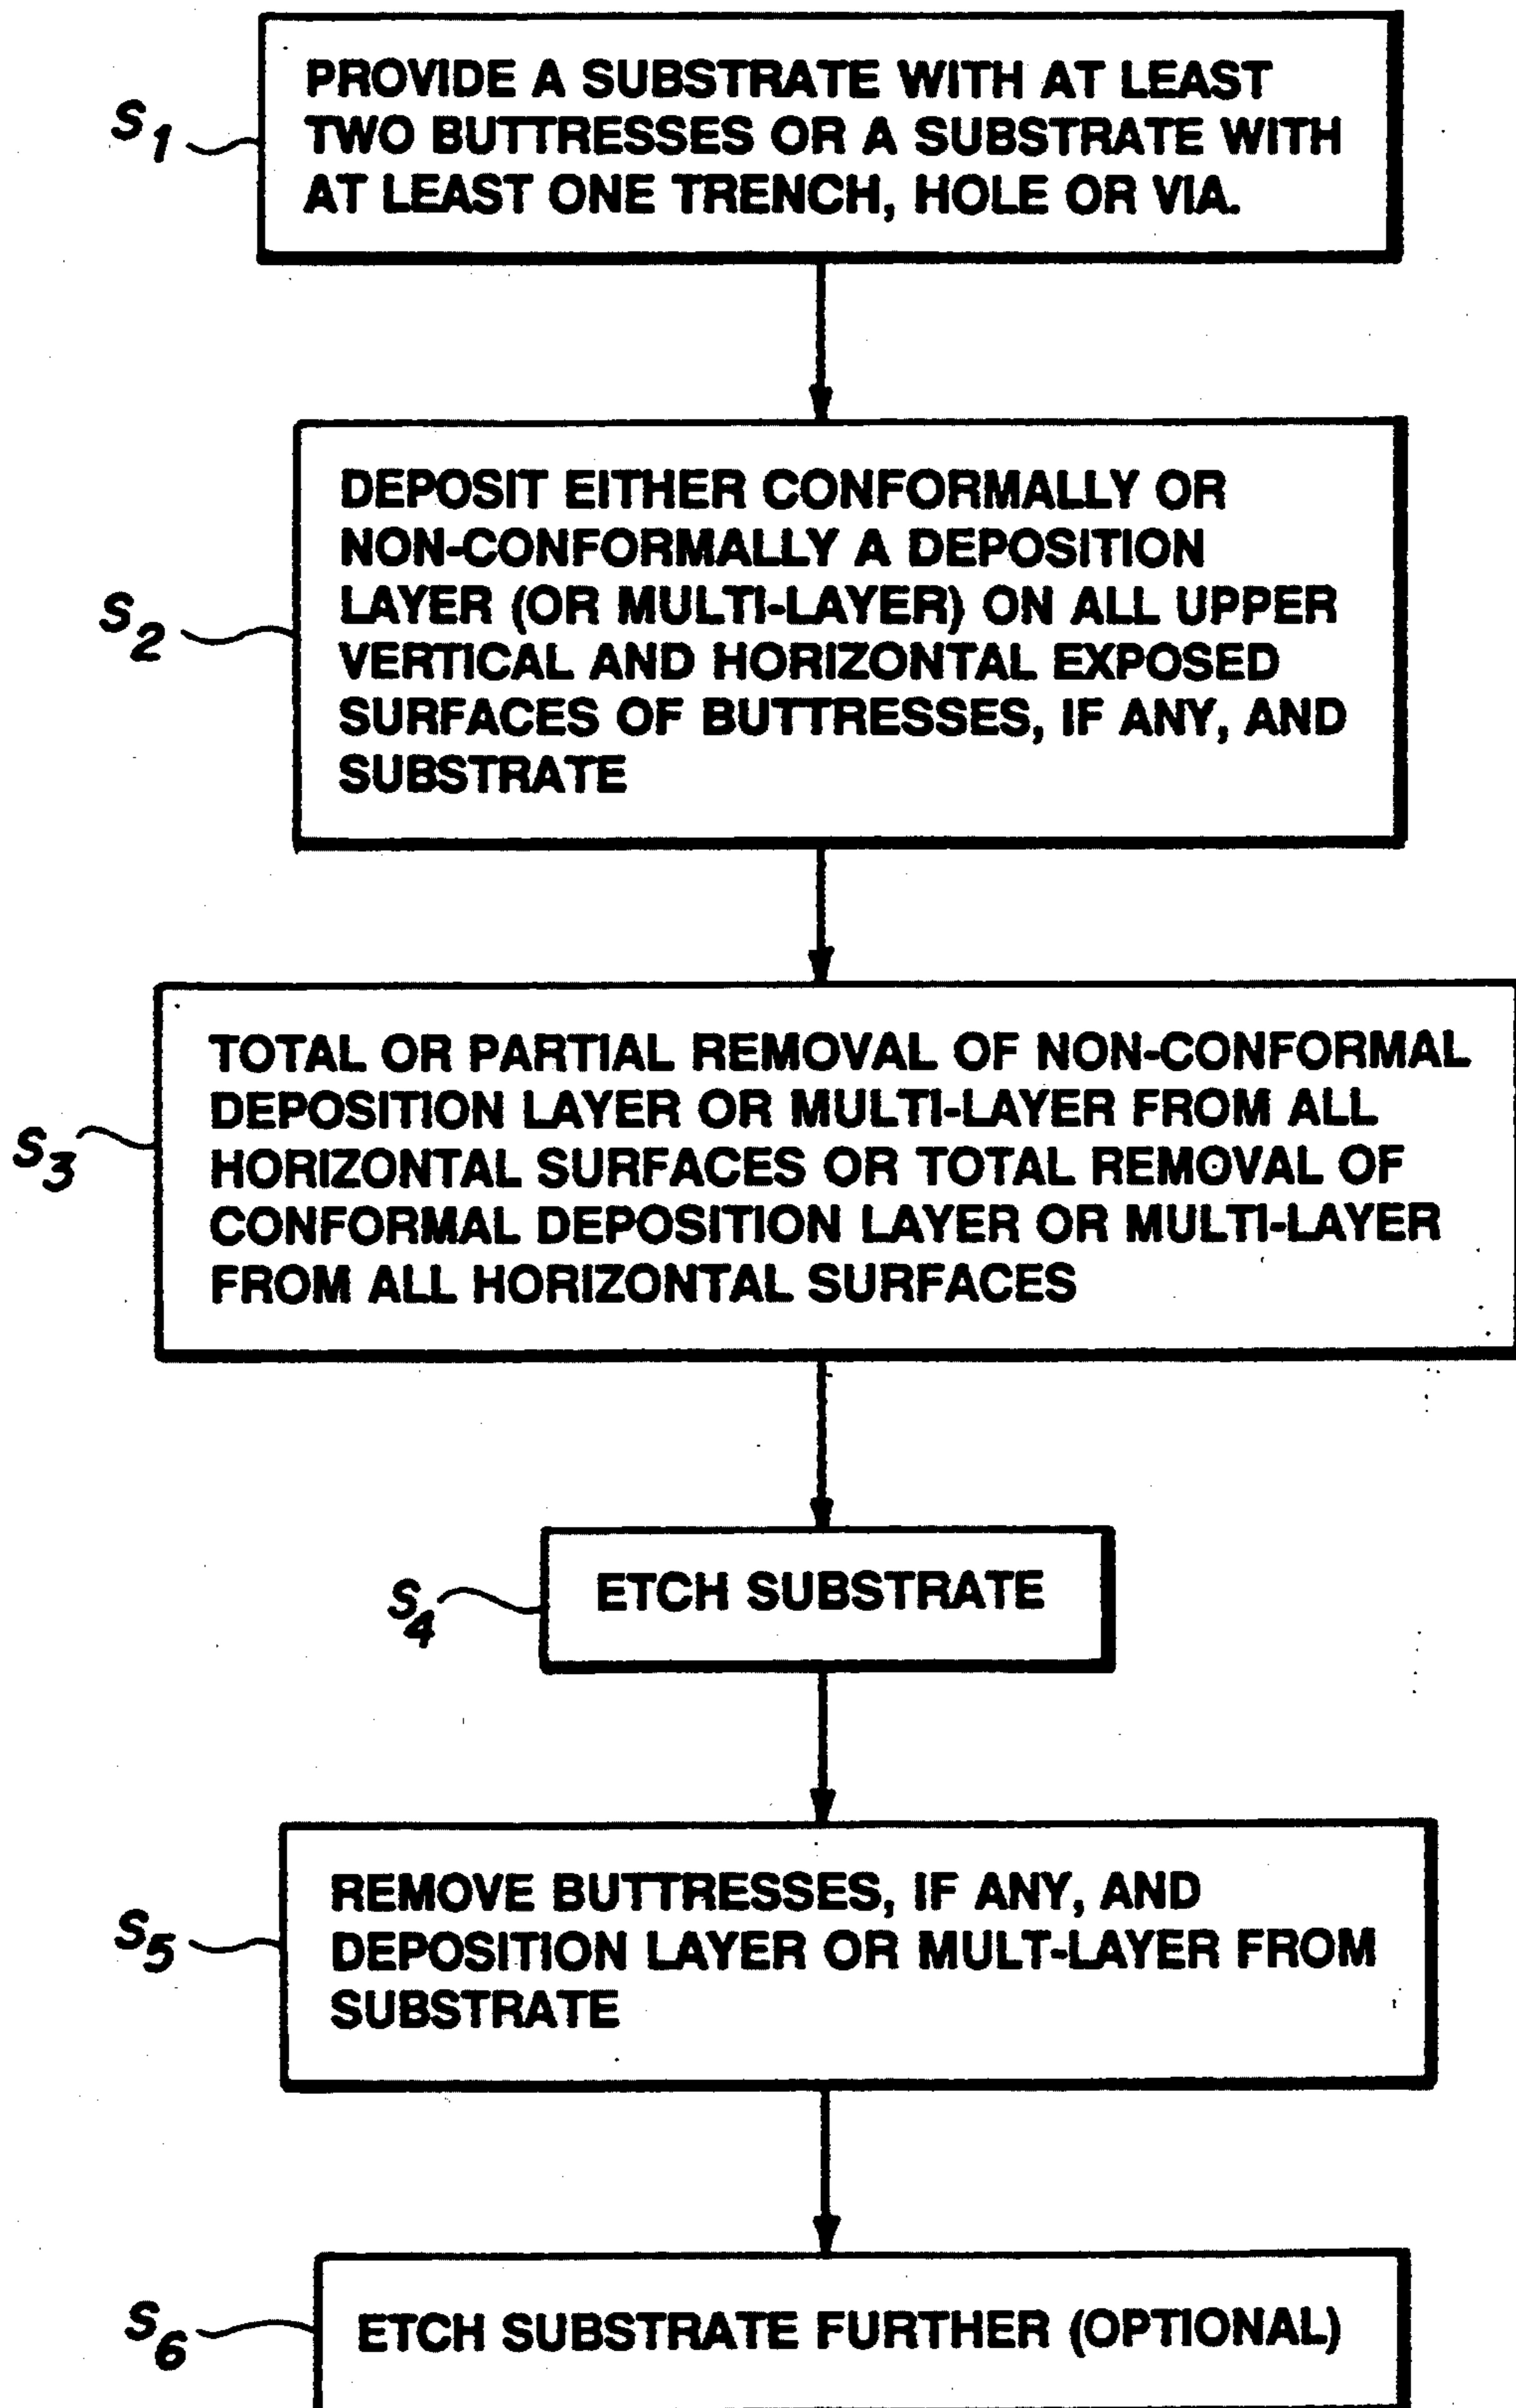 S1
PROVIDE A SUBSTRATE WITH AT LEAST
TWO BUTTRESSES OR A SUBSTRATE WITH
AT LEAST ONE TRENCH, HOLE OR VIA.
S2
DEPOSIT EITHER CONFORMALLY OR
NON-CONFORMALLY A DEPOSITION
LAYER (OR MULTI-LAYER) ON ALL UPPER
VERTICAL AND HORIZONTAL EXPOSED
SURFACES OF BUTTRESSES, IF ANY, AND
SUBSTRATE
S3
TOTAL OR PARTIAL REMOVAL OF NON-CONFORMAL
DEPOSITION LAYER OR MULTI-LAYER FROM ALL
HORIZONTAL SURFACES OR TOTAL REMOVAL OF
CONFORMAL DEPOSITION LAYER OR MULTI-LAYER
FROM ALL HORIZONTAL SURFACES
S4
ETCH SUBSTRATE
S5
REMOVE BUTTRESSES, IF ANY, AND
DEPOSITION LAYER OR MULT-LAYER FROM
SUBSTRATE
S6
ETCH SUBSTRATE FURTHER (OPTIONAL)